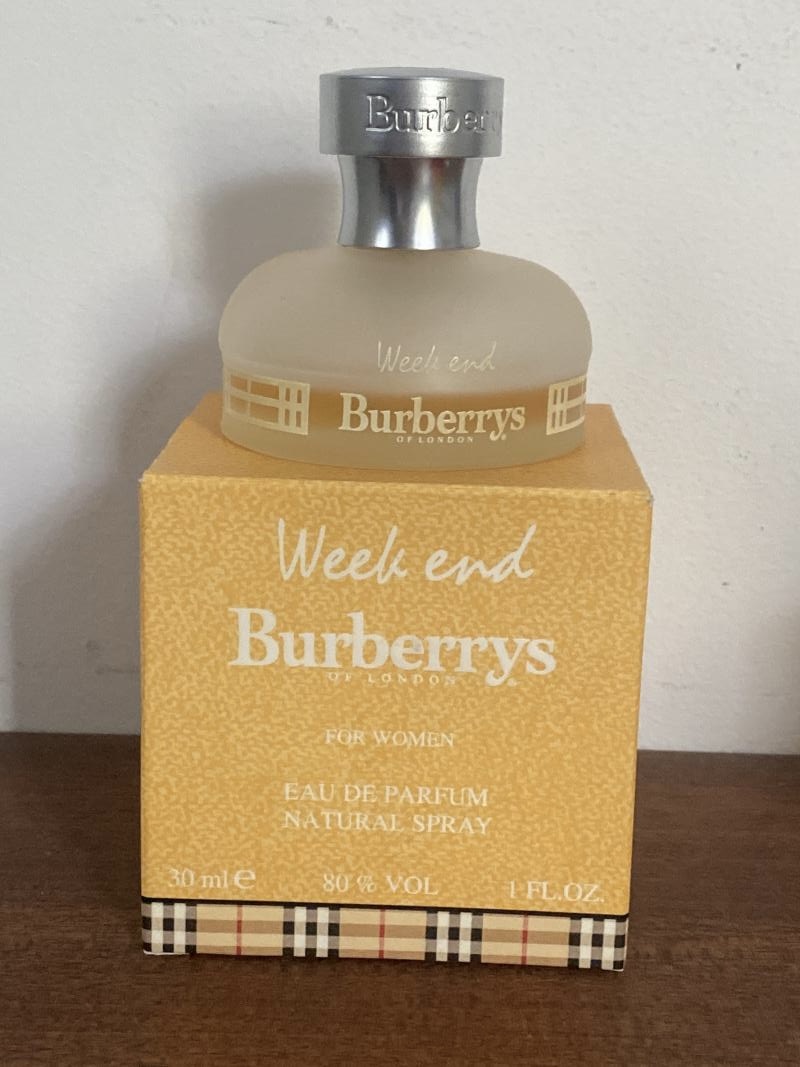 Burberry
Week end
Burberrys
OF LONDON
Week end
Burberrys
OF LONDON
FOR WOMEN
EAU DE PARFUM
NATURAL SPRAY
30 ml e 80 % VOL 1 FL.OZ.